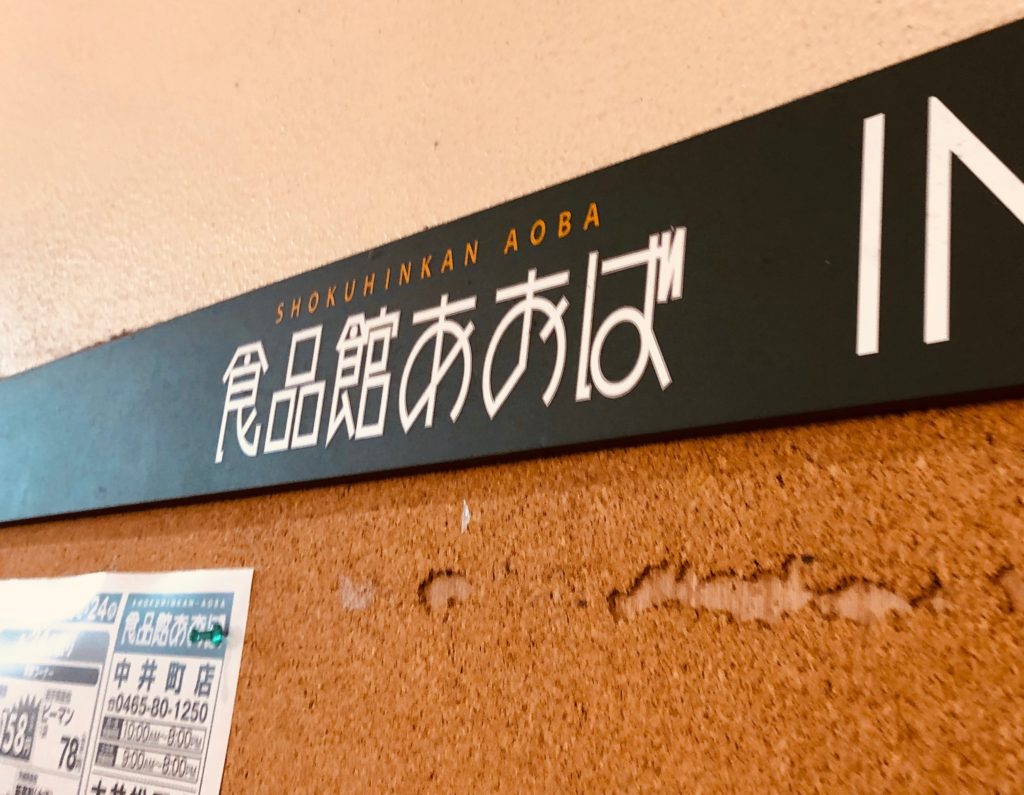 SHOKUHINKAN AOBA
食品館あおば
IN
SHOKUHINKAN AOBA
食品館あおば
中井町店
☎0465-80-1250
10:00AM~8:00PM
9:00AM~8:00PM
ピーマン
158
78